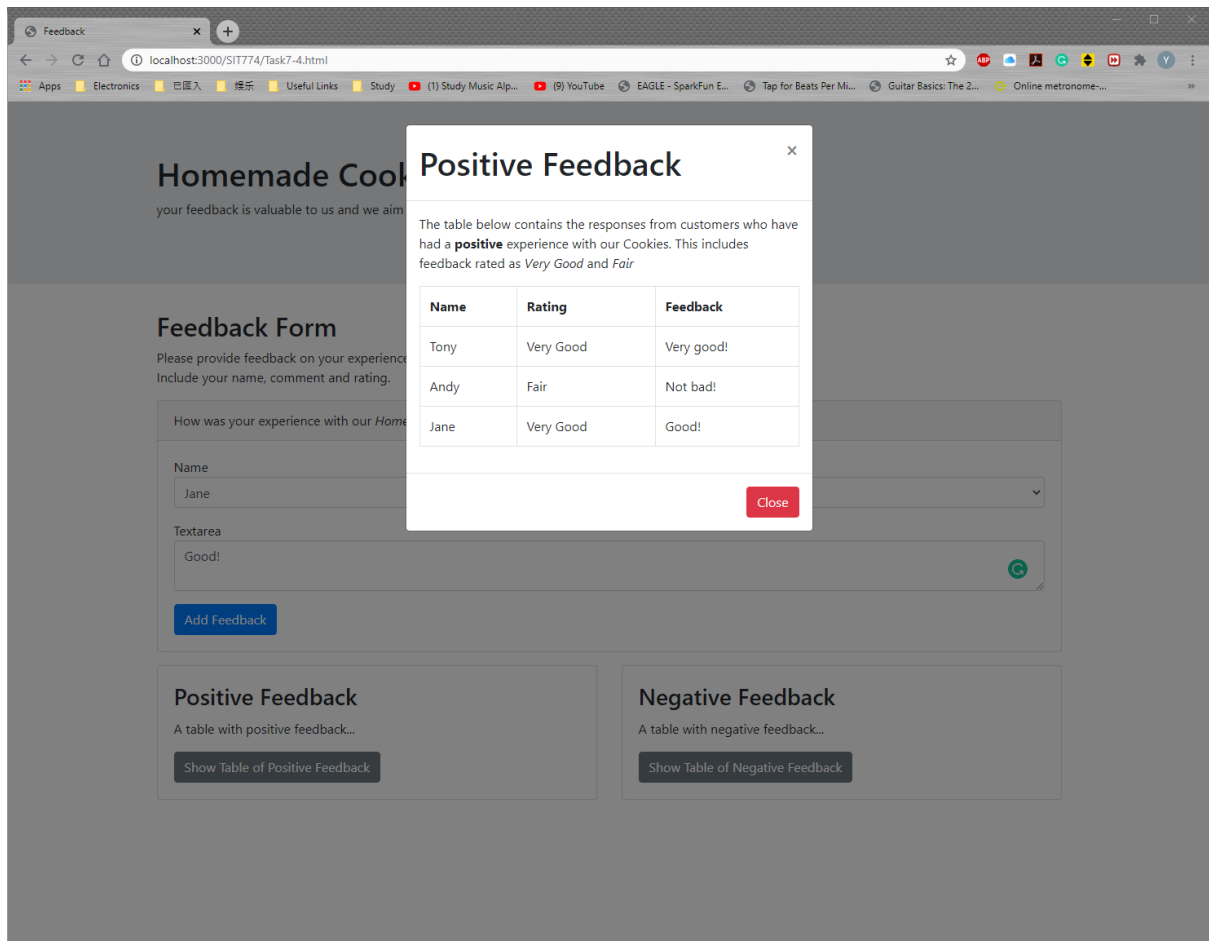 Feedback
localhost:3000/SIT774/Task7-4.html
ABP
Y
Apps Electronics 已匯入 娱乐 Useful Links Study (1) Study Music Alp... (9) YouTube EAGLE - SparkFun E... Tap for Beats Per Mi... Guitar Basics: The 2... Online metronome-...
Homemade Cook
your feedback is valuable to us and we aim
Positive Feedback
The table below contains the responses from customers who have
had a positive experience with our Cookies. This includes
feedback rated as Very Good and Fair
Name Rating Feedback
Tony Very Good Very good!
Andy Fair Not bad!
Jane Very Good Good!
Close
Feedback Form
Please provide feedback on your experience
Include your name, comment and rating.
How was your experience with our Home
Name
Jane
Textarea
Good!
Add Feedback
Positive Feedback
A table with positive feedback...
Show Table of Positive Feedback
Negative Feedback
A table with negative feedback...
Show Table of Negative Feedback